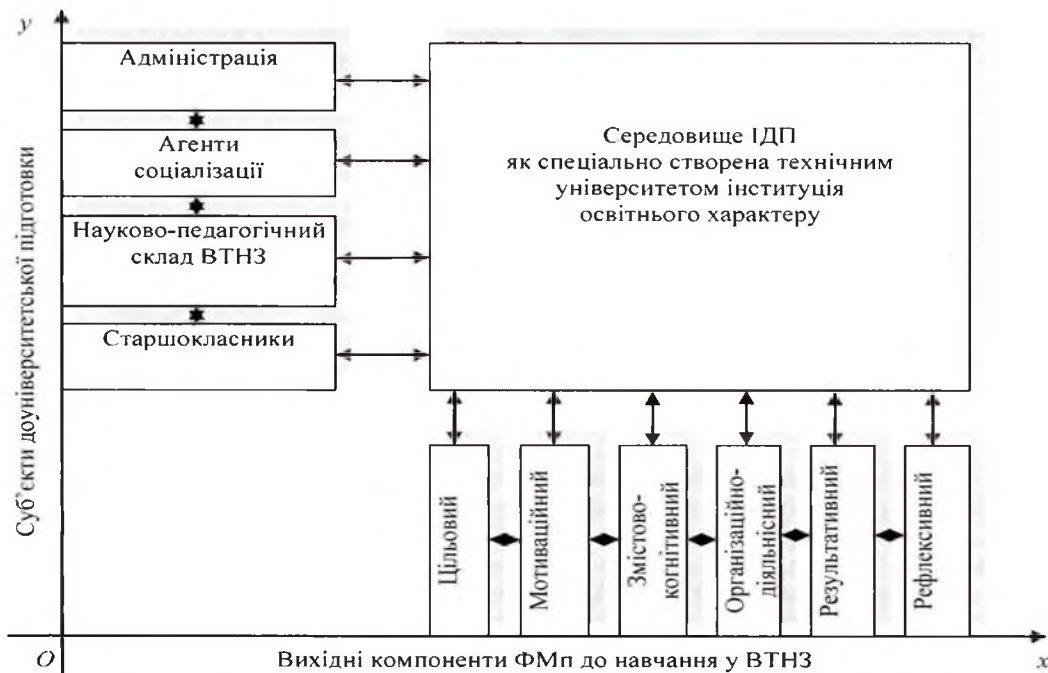 y
Суб’єкти доуніверситетської підготовки
Адміністрація
Агенти
соціалізації
Науково-педагогічний
склад ВТНЗ
Старшокласники
Середовище ІДП
як спеціально створена технічним
університетом інституція
освітнього характеру
Цільовий
Мотиваційний
Змістово-
когнітивний
Організаційно-
діяльнісний
Результативний
Рефлексивний
O
Вихідні компоненти ФМп до навчання у ВТНЗ
x